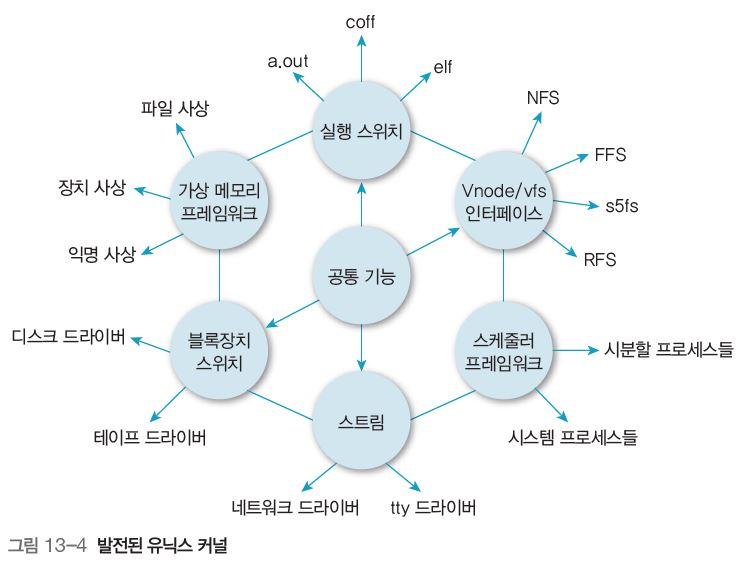 coff
a.out
elf
실행 스위치
파일 사상
장치 사상
익명 사상
가상 메모리
프레임워크
NFS
FFS
s5fs
RFS
Vnode/vfs
인터페이스
공통 기능
디스크 드라이버
테이프 드라이버
블록장치
스위치
스케줄러
프레임워크
시분할 프로세스들
시스템 프로세스들
스트림
네트워크 드라이버
tty 드라이버
그림 13-4 발전된 유닉스 커널